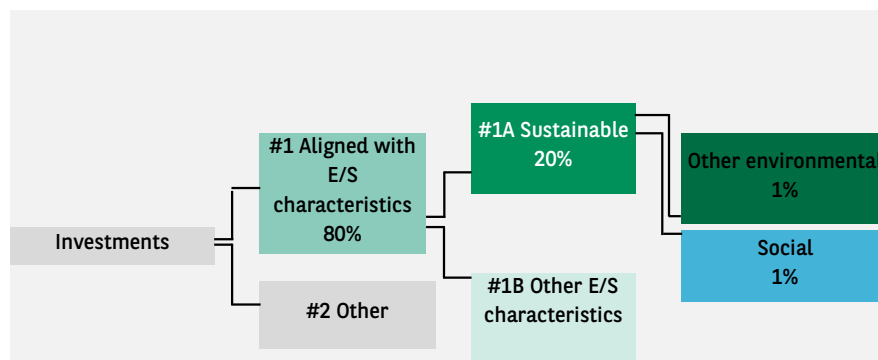 #1A Sustainable
20%
#1 Aligned with
E/S
characteristics
80%
Other environmental
1%
Investments
Social
1%
#2 Other
#1B Other E/S
characteristics